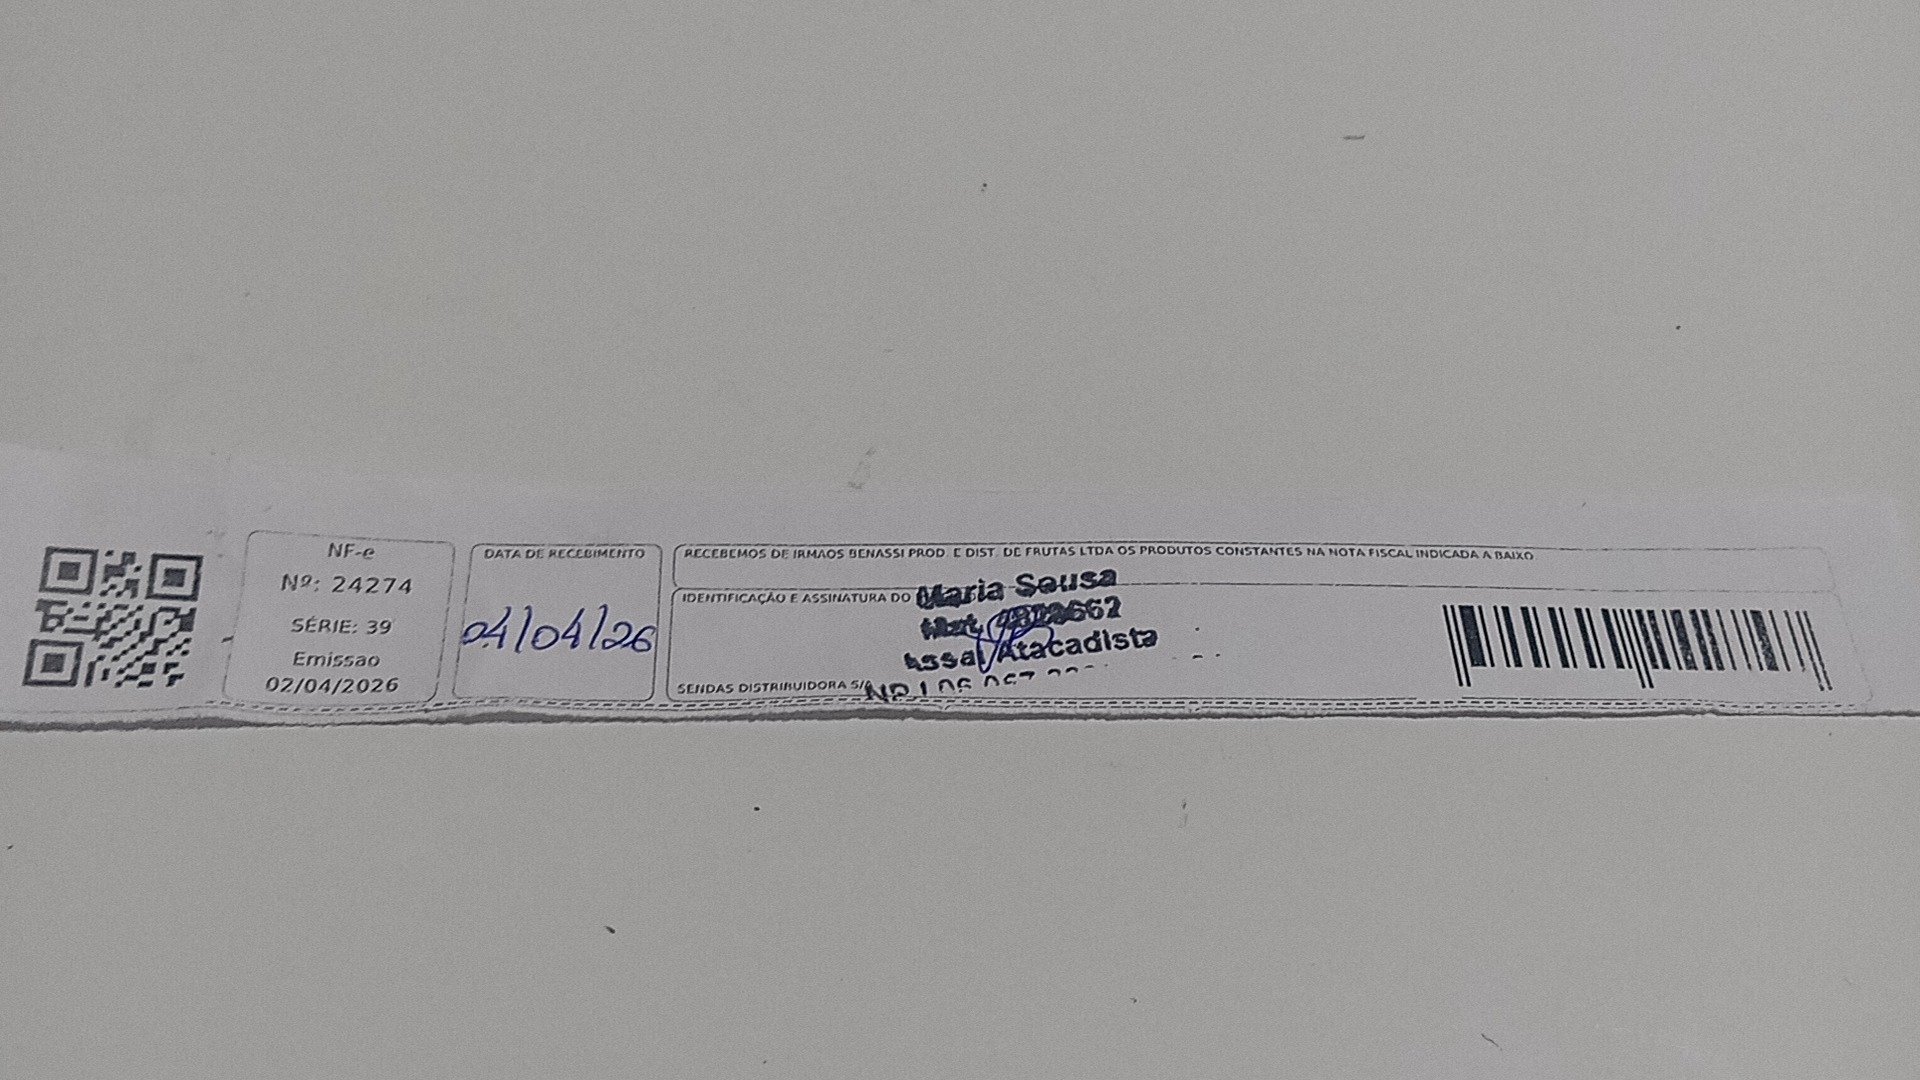 NF-e
Nº: 24274
SÉRIE: 39
Emissao
02/04/2026
DATA DE RECEBIMENTO
04/04/26
RECEBEMOS DE IRMAOS BENASSI PROD. E DIST. DE FRUTAS LTDA OS PRODUTOS CONSTANTES NA NOTA FISCAL INDICADA A BAIXO
IDENTIFICAÇÃO E ASSINATURA DO
Maria Sousa
Mat.
Assaí Atacadista
SENDAS DISTRIBUIDORA S/A